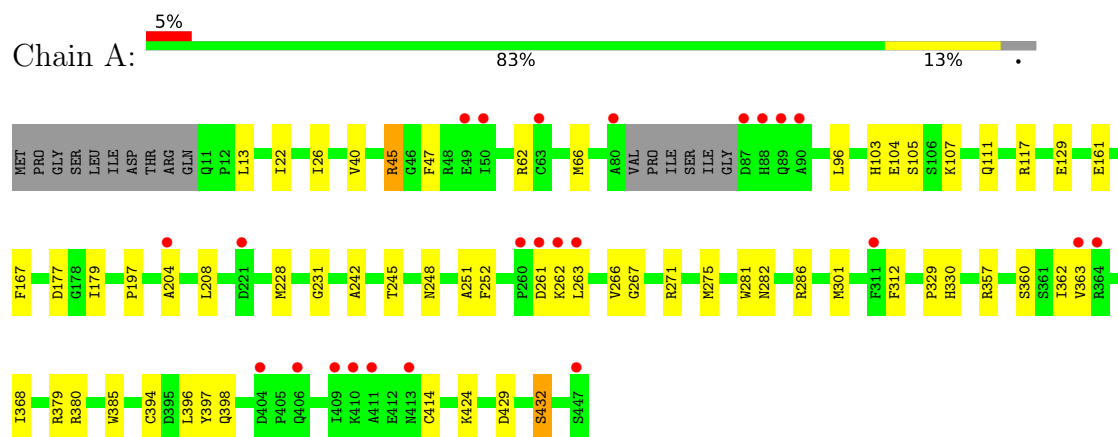 5%
Chain A:
83% 13% .
MET PRO GLY SER LEU ILE ASP THR ARG GLN Q11 P12 L13 I22 I26 V40 R45 G46 F47 R48 E49 I50 R62 C63 M66 A80 VAL PRO ILE SER ILE GLY D87 H88 Q89 A90 L96 H103 E104 S105 S106 K107 Q111 R117 E129 E161
F167 D177 G178 I179 P197 A204 L208 D221 M228 G231 A242 T245 N248 A251 F252 P260 D261 K262 L263 V266 G267 R271 M275 W281 N282 R286 M301 F311 F312 P329 H330 R357 S360 S361 I362 V363 R364
I368 R379 R380 W385 C394 D395 L396 Y397 Q398 D404 P405 Q406 I409 K410 A411 E412 N413 C414 K424 D429 S432 S447